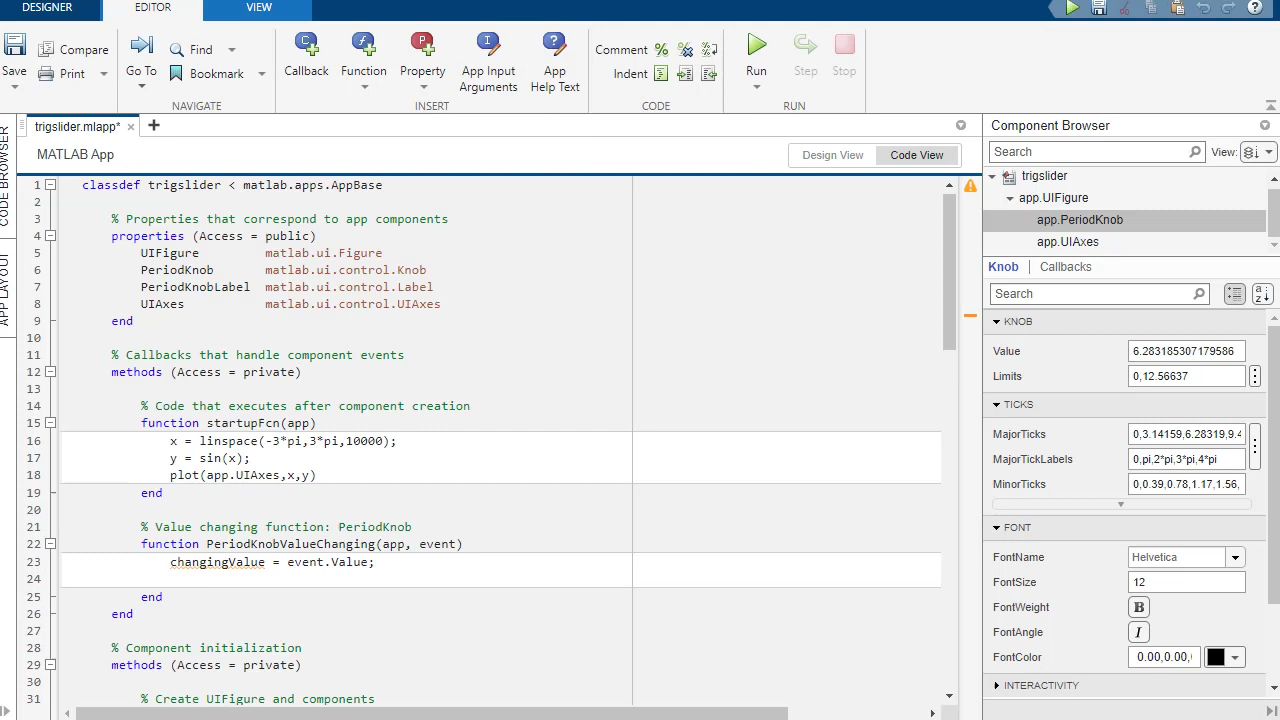 DESIGNER EDITOR VIEW
Save
Compare
Print
Go To
Find
Bookmark
NAVIGATE
Callback
Function
Property
App Input Arguments
App Help Text
INSERT
Comment
Indent
CODE
Run
Step
Stop
RUN
CODE BROWSER
APP LAYOUT
trigslider.mlapp*
MATLAB App
Design View
Code View
1 classdef trigslider < matlab.apps.AppBase
2
3 % Properties that correspond to app components
4 properties (Access = public)
5 UIFigure matlab.ui.Figure
6 PeriodKnob matlab.ui.control.Knob
7 PeriodKnobLabel matlab.ui.control.Label
8 UIAxes matlab.ui.control.UIAxes
9 end
10
11 % Callbacks that handle component events
12 methods (Access = private)
13
14 % Code that executes after component creation
15 function startupFcn(app)
16 x = linspace(-3*pi,3*pi,10000);
17 y = sin(x);
18 plot(app.UIAxes,x,y)
19 end
20
21 % Value changing function: PeriodKnob
22 function PeriodKnobValueChanging(app, event)
23 changingValue = event.Value;
24
25 end
26 end
27
28 % Component initialization
29 methods (Access = private)
30
31 % Create UIFigure and components
Component Browser
Search
View:
trigslider
app.UIFigure
app.PeriodKnob
app.UIAxes
Knob | Callbacks
Search
KNOB
Value 6.283185307179586
Limits 0,12.56637
TICKS
MajorTicks 0,3.14159,6.28319,9.4
MajorTickLabels 0,pi,2*pi,3*pi,4*pi
MinorTicks 0,0.39,0.78,1.17,1.56,
FONT
FontName Helvetica
FontSize 12
FontWeight B
FontAngle I
FontColor 0.00,0.00,
INTERACTIVITY